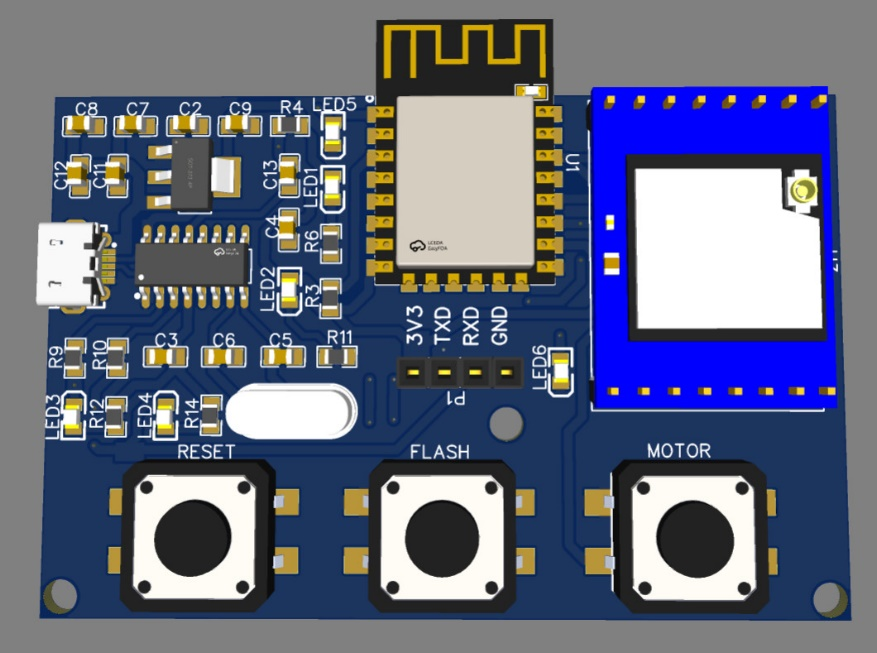 C8
C7
C2
C9
R4
LED5
C12
C11
C13
LED1
U1
C4
R6
LED2
R3
3V3
TXD
RXD
GND
R9
R10
C3
C6
C5
R11
P1
LED6
LED3
R12
LED4
R14
RESET
FLASH
MOTOR